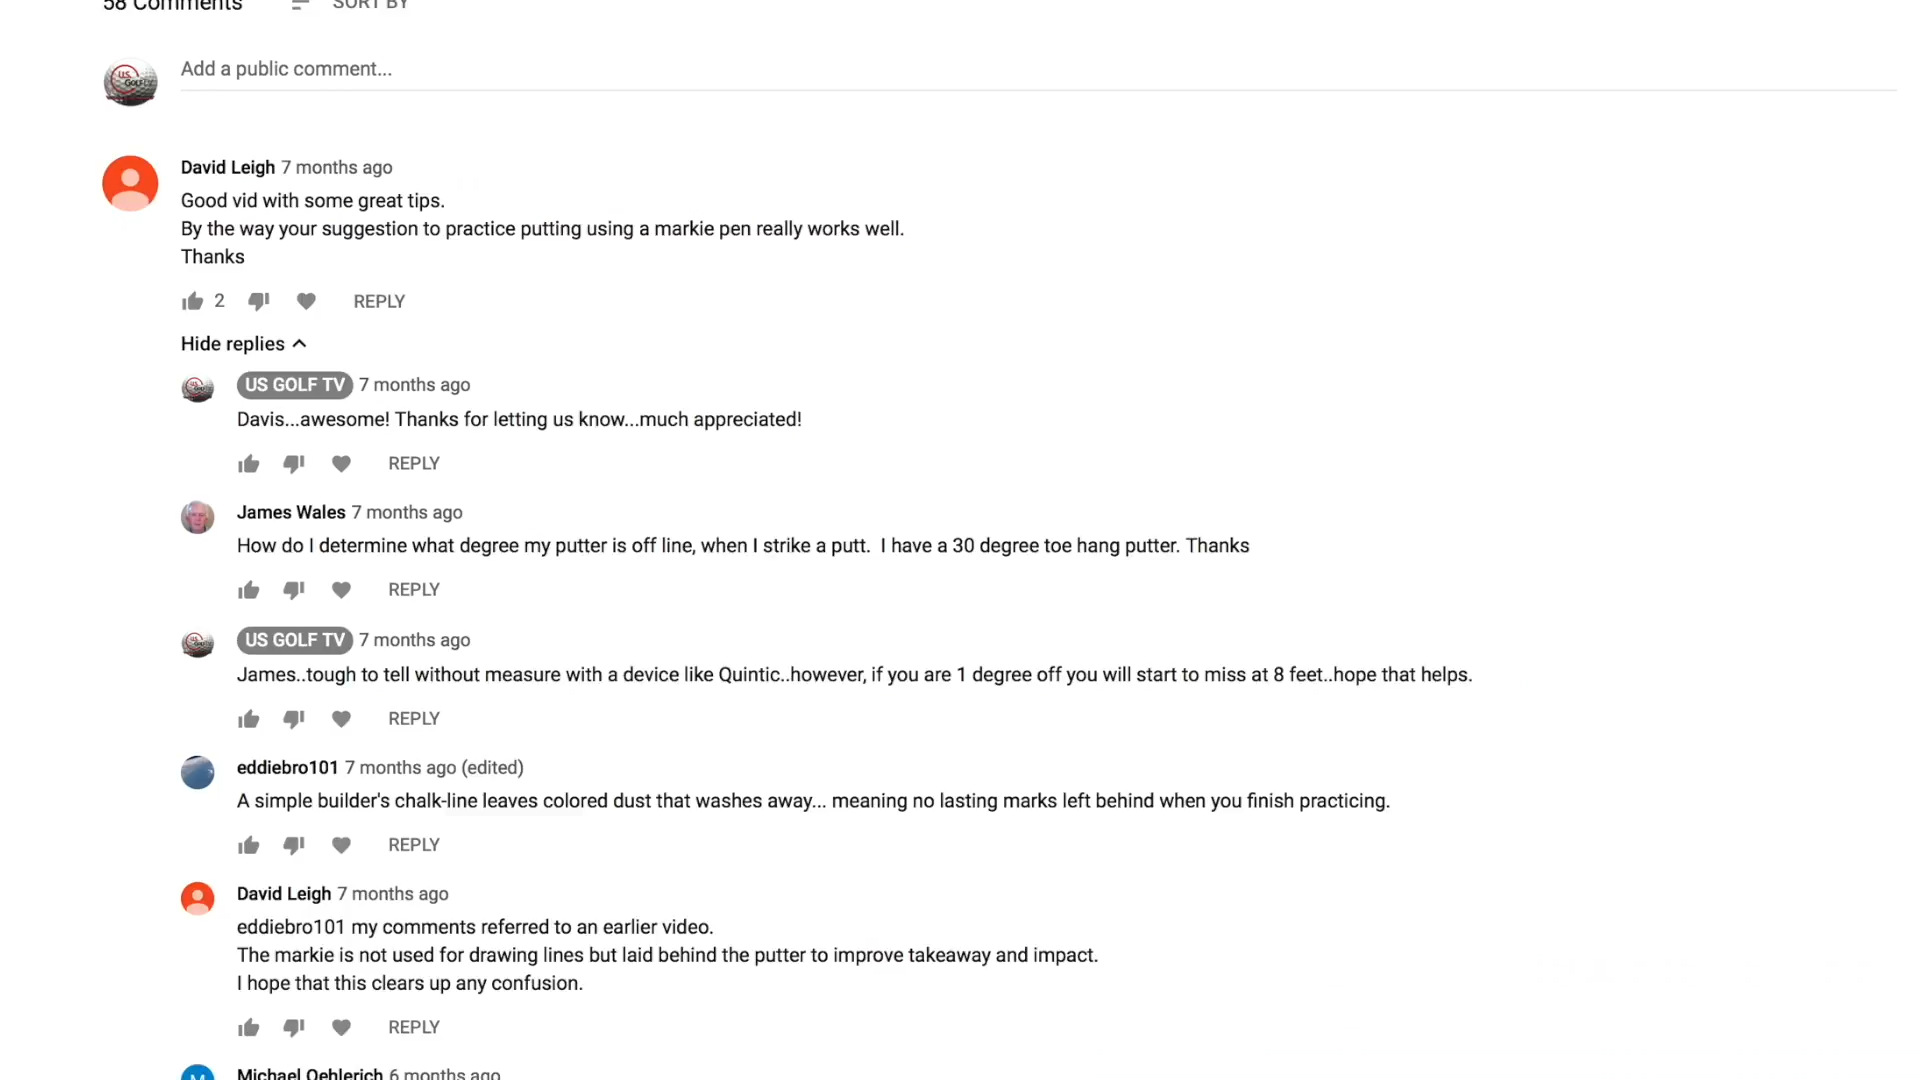 58 Comments SORT BY
Add a public comment...
David Leigh 7 months ago
Good vid with some great tips.
By the way your suggestion to practice putting using a markie pen really works well.
Thanks
2 REPLY
Hide replies
US GOLF TV 7 months ago
Davis...awesome! Thanks for letting us know...much appreciated!
REPLY
James Wales 7 months ago
How do I determine what degree my putter is off line, when I strike a putt.  I have a 30 degree toe hang putter. Thanks
REPLY
US GOLF TV 7 months ago
James..tough to tell without measure with a device like Quintic..however, if you are 1 degree off you will start to miss at 8 feet..hope that helps.
REPLY
eddiebro101 7 months ago (edited)
A simple builder's chalk-line leaves colored dust that washes away... meaning no lasting marks left behind when you finish practicing.
REPLY
David Leigh 7 months ago
eddiebro101 my comments referred to an earlier video.
The markie is not used for drawing lines but laid behind the putter to improve takeaway and impact.
I hope that this clears up any confusion.
REPLY
M Michael Oehlerich 6 months ago